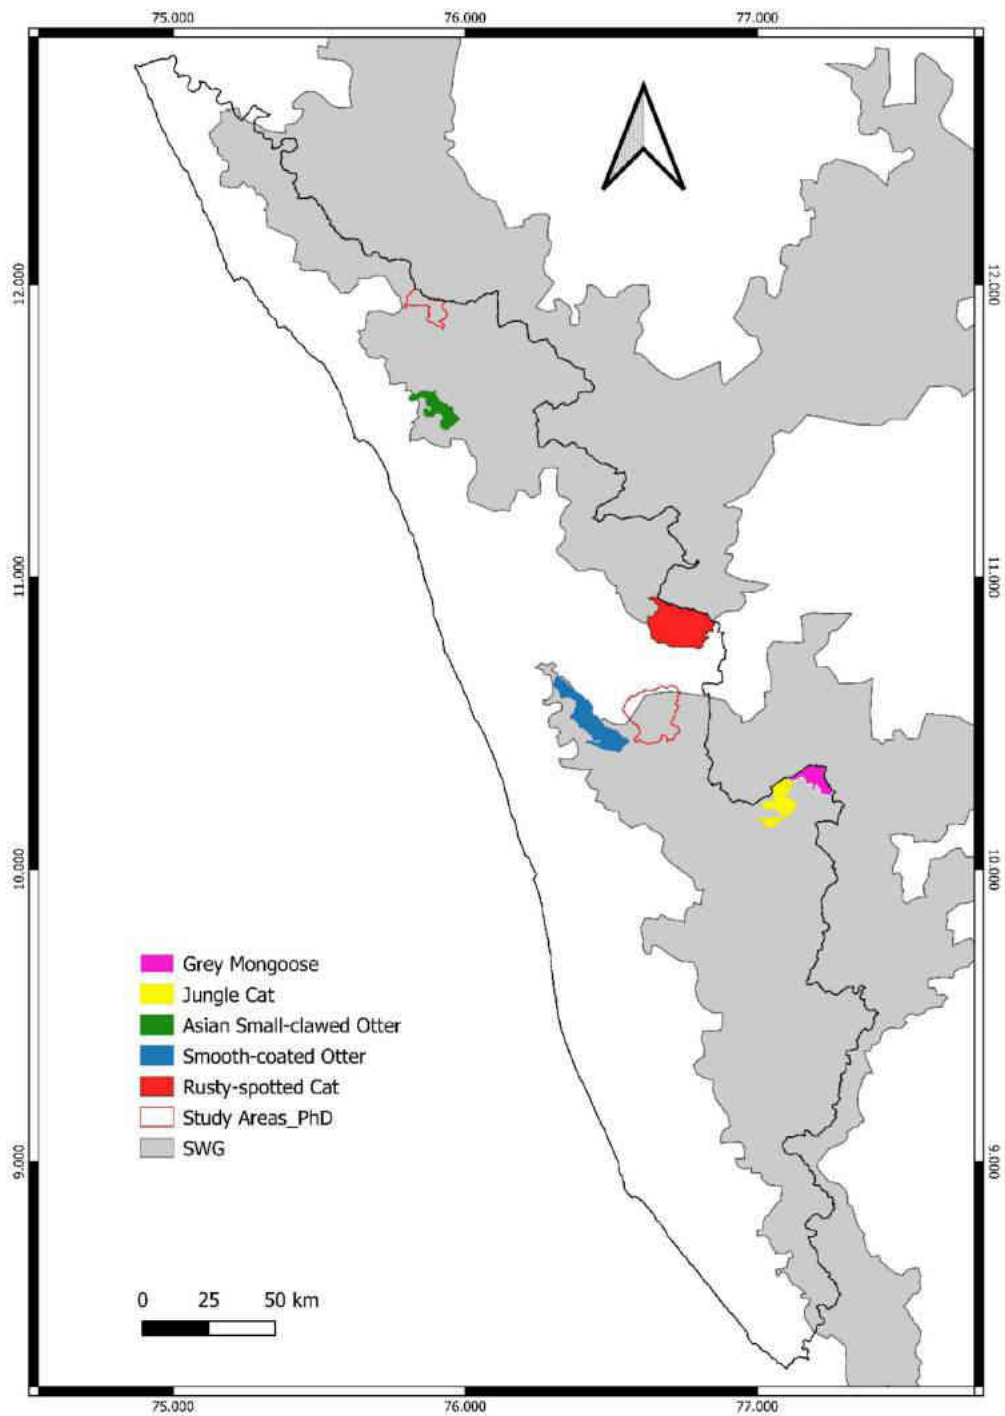 75.000 76.000 77.000
12.000 12.000
11.000 11.000
10.000 10.000
Grey Mongoose
Jungle Cat
Asian Small-clawed Otter
Smooth-coated Otter
Rusty-spotted Cat
Study Areas_PhD
SWG
9.000 9.000
0 25 50 km
75.000 76.000 77.000